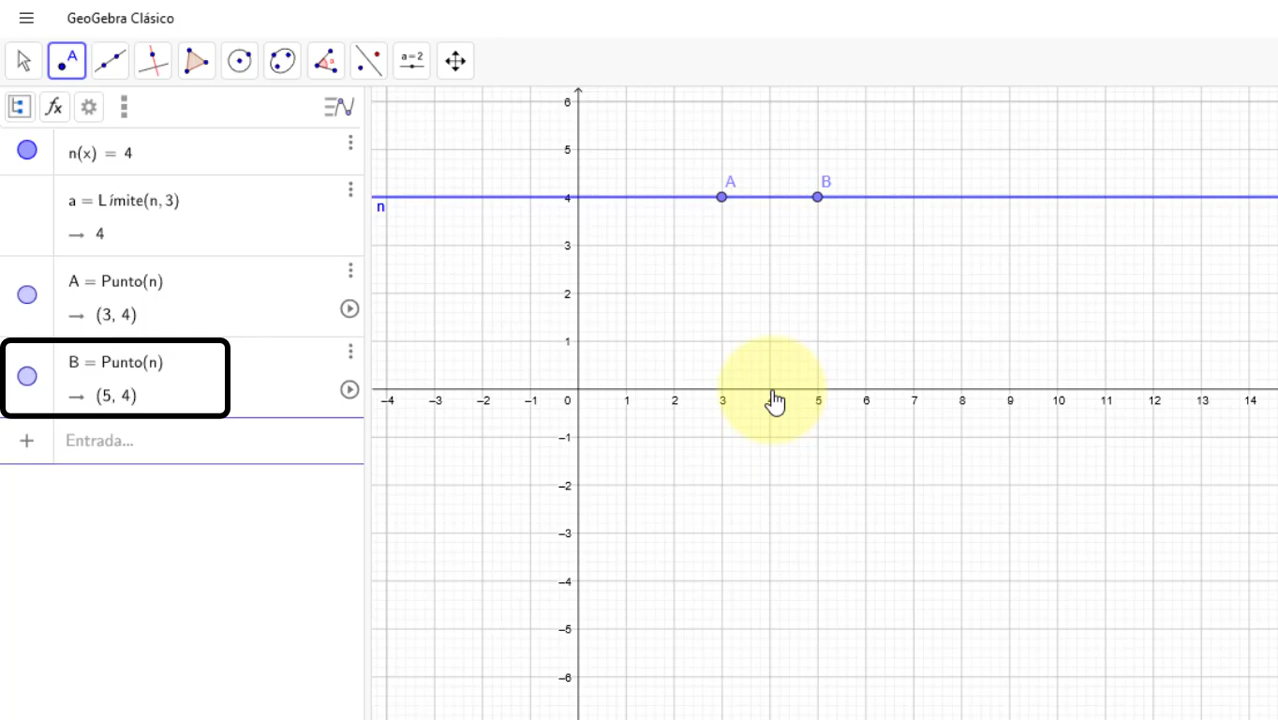 GeoGebra Clásico
A
a=2
fx
n(x) = 4
a = Límite(n, 3)
→ 4
A = Punto(n)
→ (3, 4)
B = Punto(n)
→ (5, 4)
+ Entrada...
6
5
A B
4
n
3
2
1
–4 –3 –2 –1 0 1 2 3 4 5 6 7 8 9 10 11 12 13 14
–1
–2
–3
–4
–5
–6